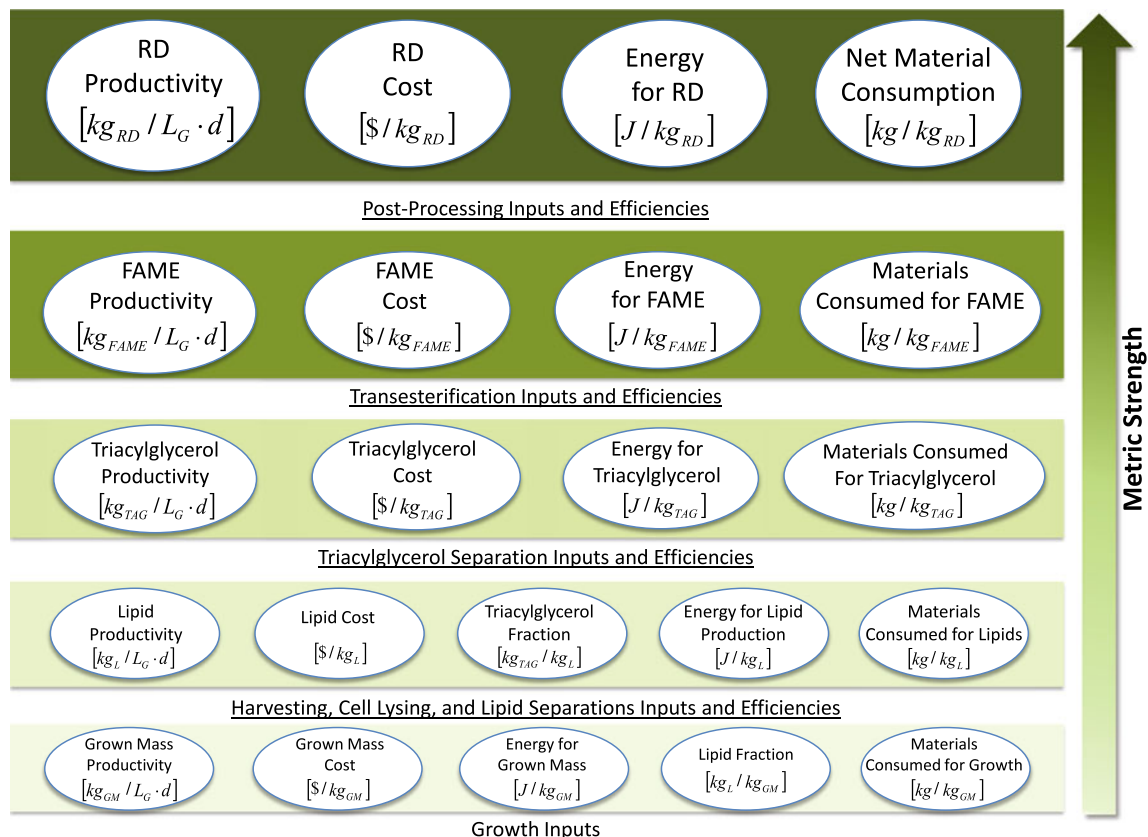 RD
Productivity
[kg_RD / L_G · d]
RD
Cost
[$ / kg_RD]
Energy
for RD
[J / kg_RD]
Net Material
Consumption
[kg / kg_RD]
Post-Processing Inputs and Efficiencies
FAME
Productivity
[kg_FAME / L_G · d]
FAME
Cost
[$ / kg_FAME]
Energy
for FAME
[J / kg_FAME]
Materials
Consumed for FAME
[kg / kg_FAME]
Transesterification Inputs and Efficiencies
Triacylglycerol
Productivity
[kg_TAG / L_G · d]
Triacylglycerol
Cost
[$ / kg_TAG]
Energy for
Triacylglycerol
[J / kg_TAG]
Materials Consumed
For Triacylglycerol
[kg / kg_TAG]
Triacylglycerol Separation Inputs and Efficiencies
Lipid
Productivity
[kg_L / L_G · d]
Lipid Cost
[$ / kg_L]
Triacylglycerol
Fraction
[kg_TAG / kg_L]
Energy for Lipid
Production
[J / kg_L]
Materials
Consumed for Lipids
[kg / kg_L]
Harvesting, Cell Lysing, and Lipid Separations Inputs and Efficiencies
Grown Mass
Productivity
[kg_GM / L_G · d]
Grown Mass
Cost
[$ / kg_GM]
Energy for
Grown Mass
[J / kg_GM]
Lipid Fraction
[kg_L / kg_GM]
Materials
Consumed for Growth
[kg / kg_GM]
Growth Inputs
Metric Strength